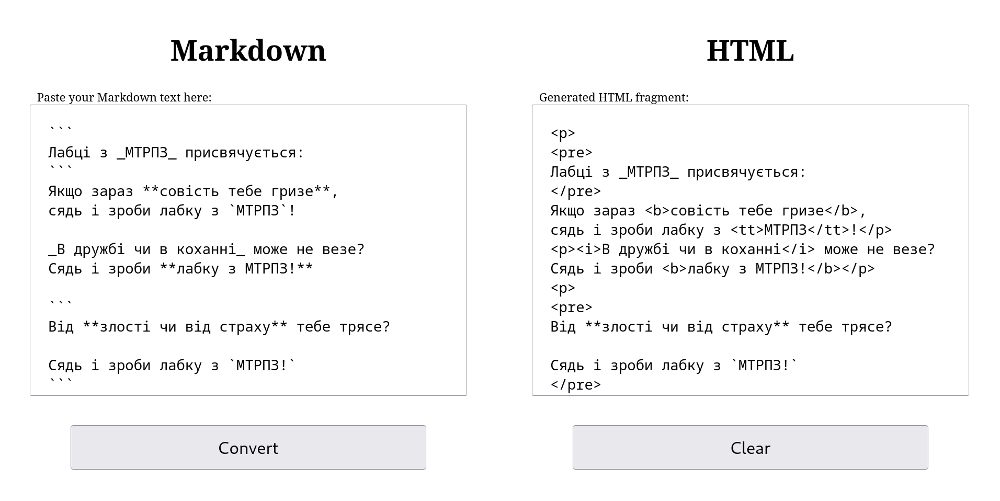 Markdown
Paste your Markdown text here:
```
Лабці з _МТРПЗ_ присвячується:
```
Якщо зараз **совість тебе гризе**,
сядь і зроби лабку з `МТРПЗ`!

_В дружбі чи в коханні_ може не везе?
Сядь і зроби **лабку з МТРПЗ!**

```
Від **злості чи від страху** тебе трясе?

Сядь і зроби лабку з `МТРПЗ!`
```
Convert
HTML
Generated HTML fragment:
<p>
<pre>
Лабці з _МТРПЗ_ присвячується:
</pre>
Якщо зараз <b>совість тебе гризе</b>,
сядь і зроби лабку з <tt>МТРПЗ</tt>!</p>
<p><i>В дружбі чи в коханні</i> може не везе?
Сядь і зроби <b>лабку з МТРПЗ!</b></p>
<p>
<pre>
Від **злості чи від страху** тебе трясе?

Сядь і зроби лабку з `МТРПЗ!`
</pre>
Clear